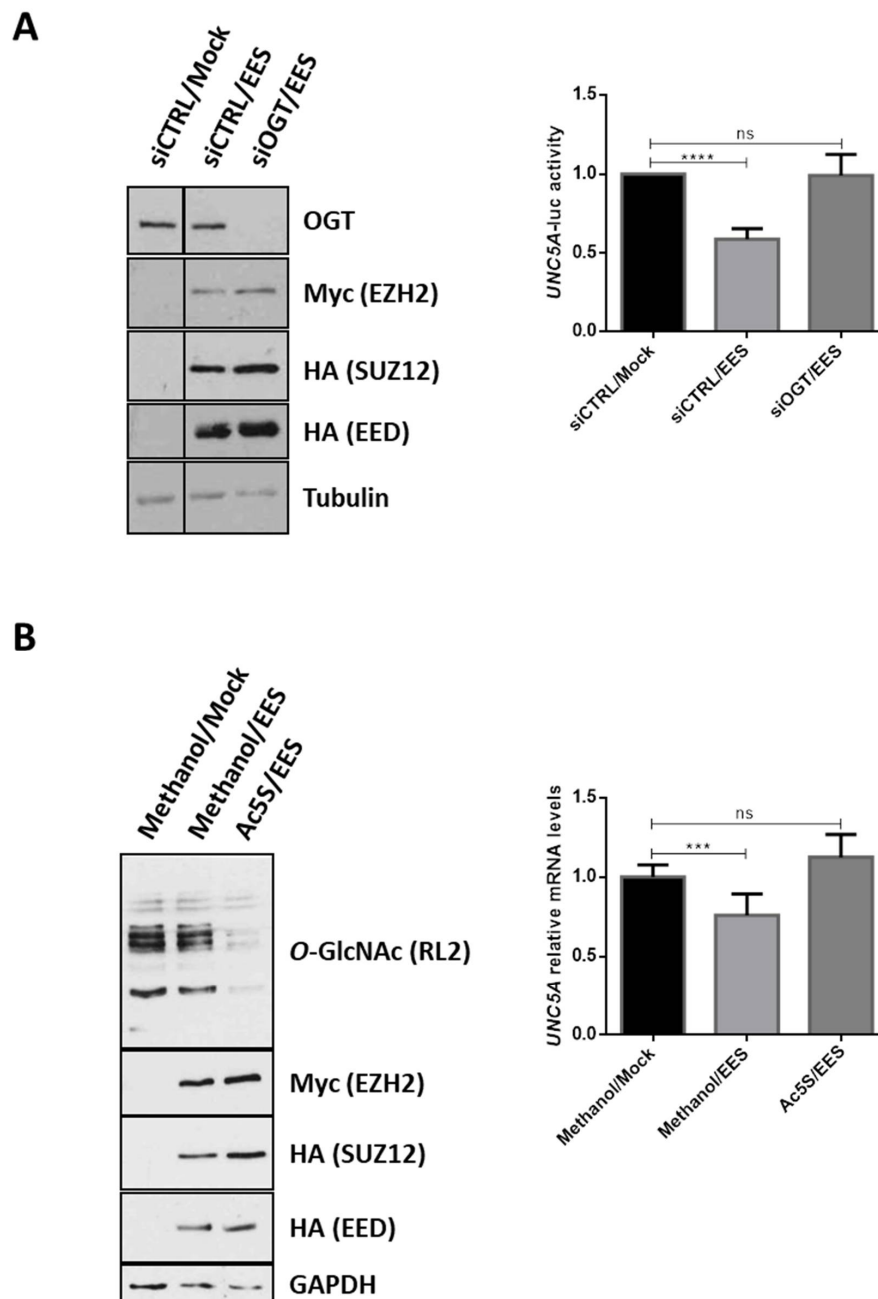 A
siCTRL/Mock
siCTRL/EES
siOGT/EES
OGT
Myc (EZH2)
HA (SUZ12)
HA (EED)
Tubulin
UNC5A-luc activity
1.5
1.0
0.5
0.0
ns
****
siCTRL/Mock
siCTRL/EES
siOGT/EES
B
Methanol/Mock
Methanol/EES
Ac5S/EES
O-GlcNAc (RL2)
Myc (EZH2)
HA (SUZ12)
HA (EED)
GAPDH
UNC5A relative mRNA levels
1.5
1.0
0.5
0.0
ns
***
Methanol/Mock
Methanol/EES
Ac5S/EES